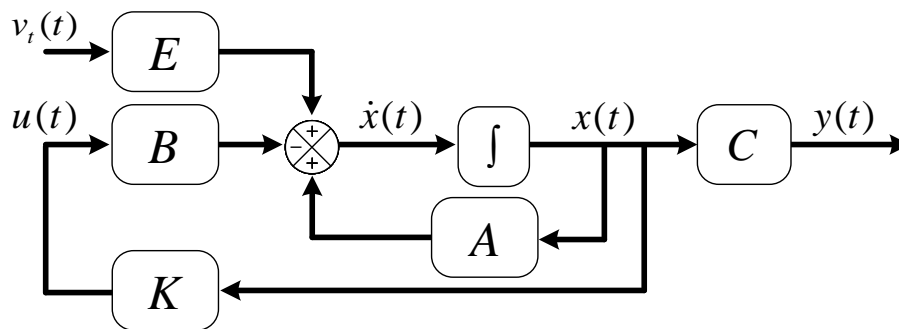 v_t(t)
E
u(t)
B
+
−
+
ẋ(t)
∫
x(t)
C
y(t)
A
K